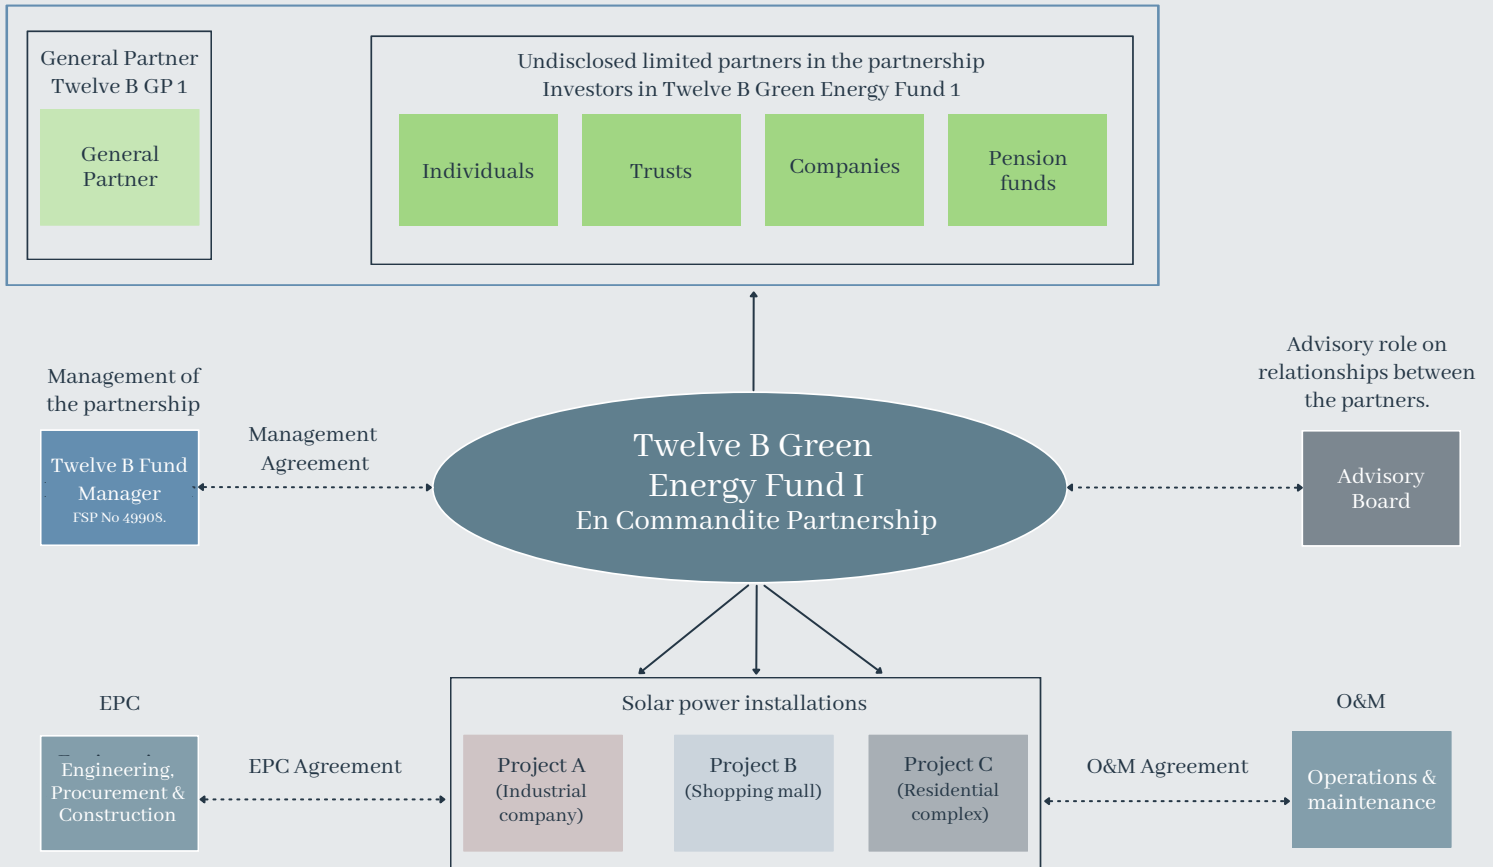 General Partner
Twelve B GP 1
General
Partner
Undisclosed limited partners in the partnership
Investors in Twelve B Green Energy Fund 1
Individuals
Trusts
Companies
Pension
funds
Management of
the partnership
Twelve B Fund
Manager
FSP No 49908.
Management
Agreement
Twelve B Green
Energy Fund I
En Commandite Partnership
Advisory role on
relationships between
the partners.
Advisory
Board
EPC
Engineering,
Procurement &
Construction
EPC Agreement
Solar power installations
Project A
(Industrial
company)
Project B
(Shopping mall)
Project C
(Residential
complex)
O&M Agreement
O&M
Operations &
maintenance